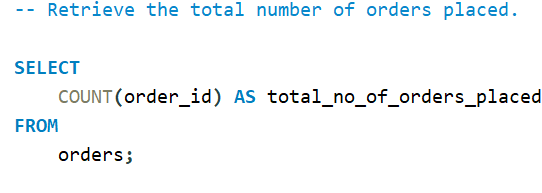 -- Retrieve the total number of orders placed.
SELECT
COUNT(order_id) AS total_no_of_orders_placed
FROM
orders;